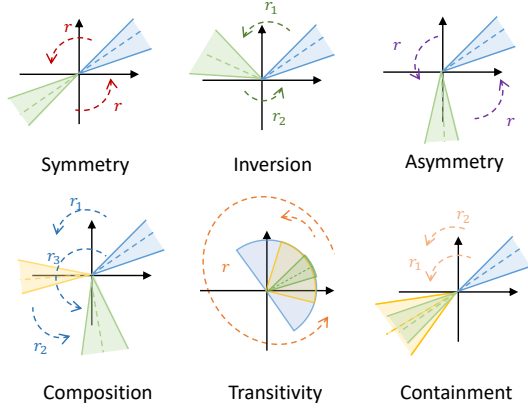 r
r
Symmetry
r₁
r₂
Inversion
r
r
Asymmetry
r₁
r₃
r₂
Composition
r
Transitivity
r₂
r₁
Containment